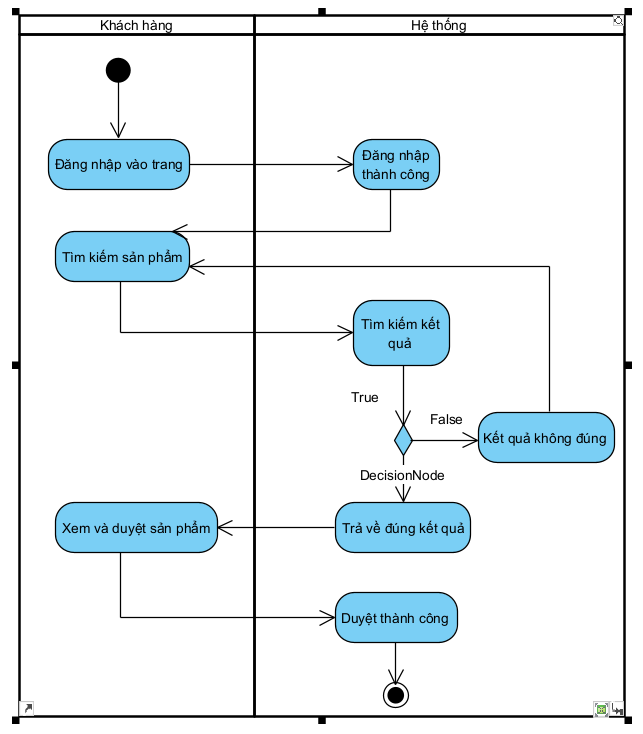 Khách hàng
Hệ thống
Đăng nhập vào trang
Đăng nhập
thành công
Tìm kiếm sản phẩm
Tìm kiếm kết
quả
True
False
Kết quả không đúng
DecisionNode
Xem và duyệt sản phẩm
Trả về đúng kết quả
Duyệt thành công